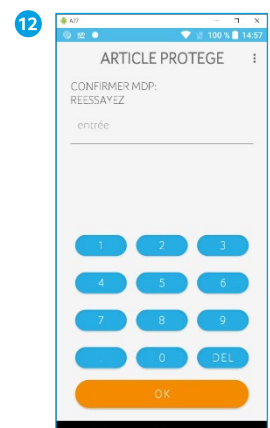 12
A77
100 % 14:57
ARTICLE PROTEGE
CONFIRMER MDP:
REESSAYEZ
entrée
1 2 3
4 5 6
7 8 9
. 0 DEL
OK